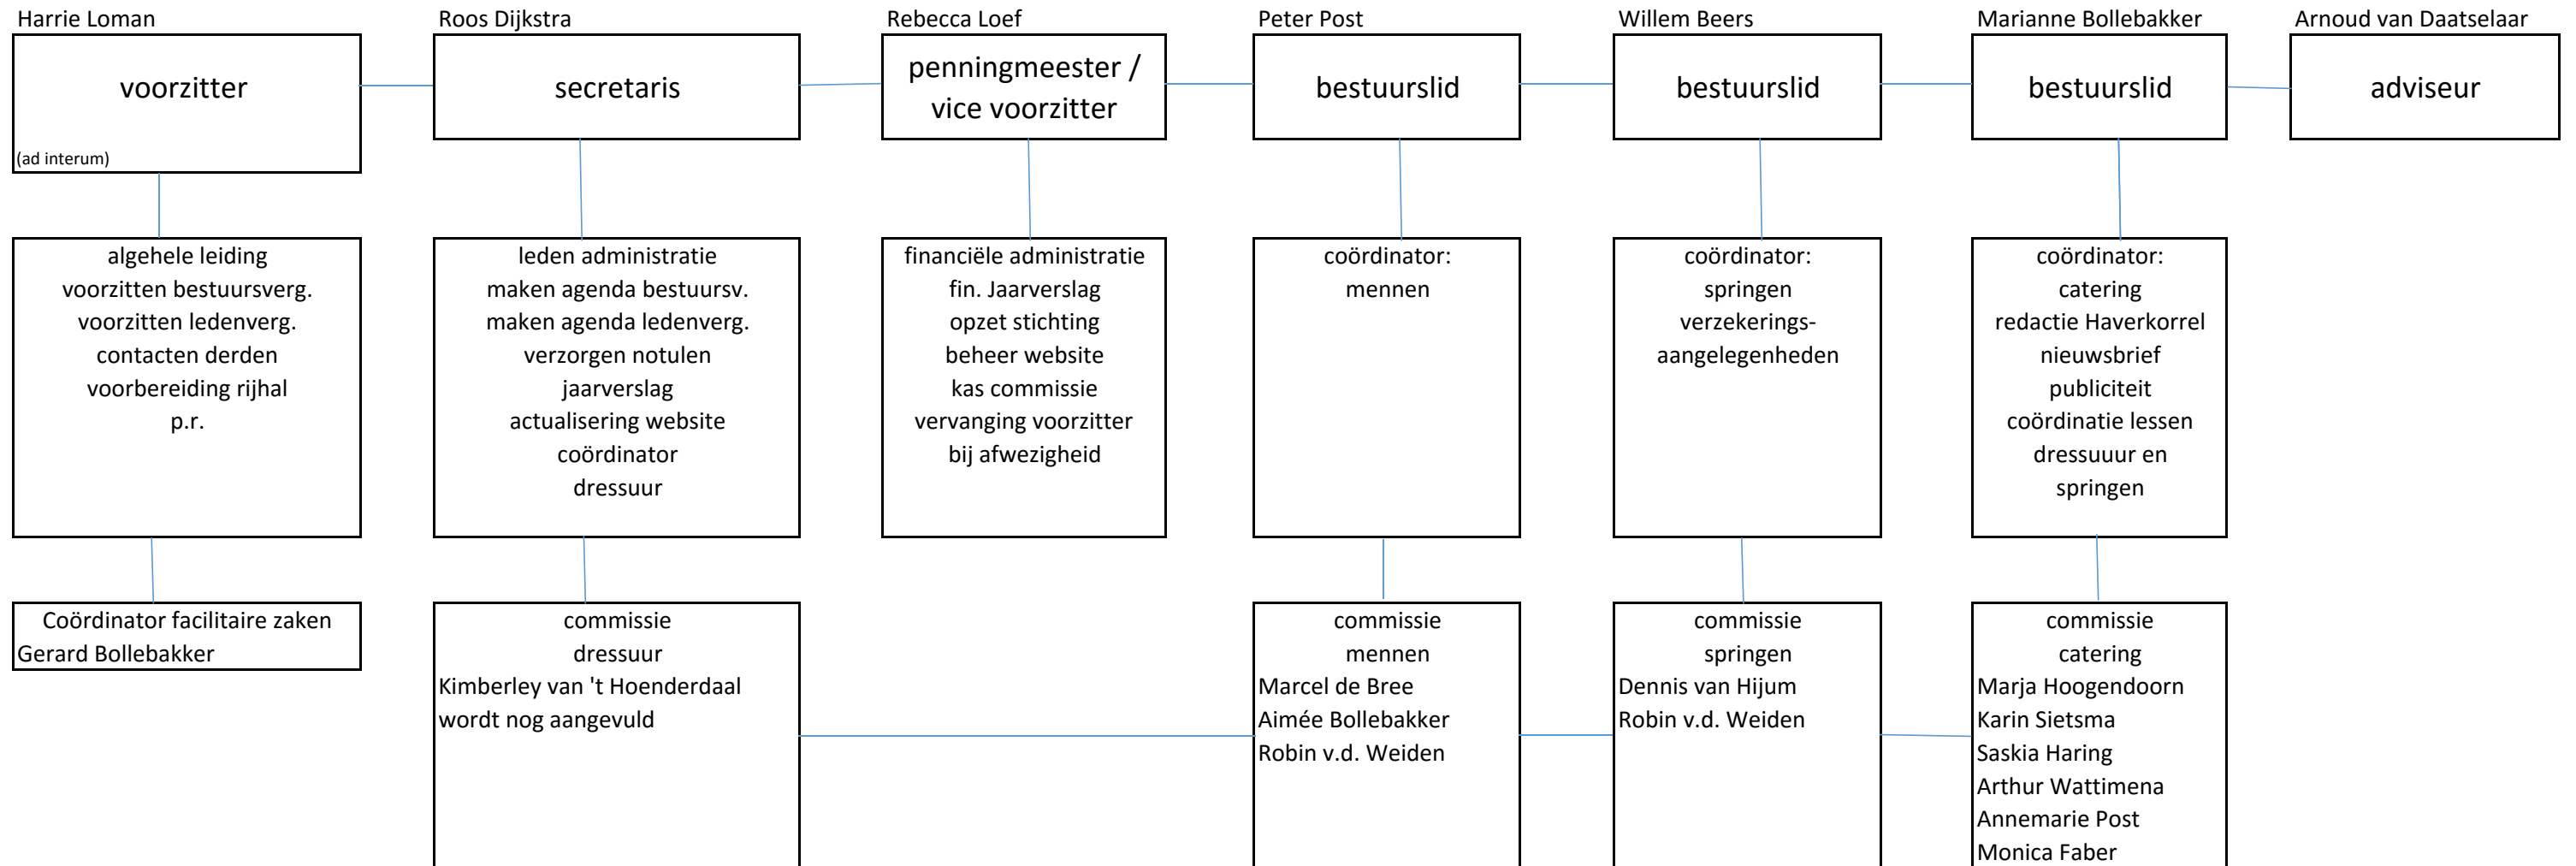 Harrie Loman
voorzitter
(ad interum)
algehele leiding
voorzitten bestuursverg.
voorzitten ledenverg.
contacten derden
voorbereiding rijhal
p.r.
Coördinator facilitaire zaken
Gerard Bollebakker
Roos Dijkstra
secretaris
leden administratie
maken agenda bestuursv.
maken agenda ledenverg.
verzorgen notulen
jaarverslag
actualisering website
coördinator
dressuur
commissie
dressuur
Kimberley van 't Hoenderdaal
wordt nog aangevuld
Rebecca Loef
penningmeester /
vice voorzitter
financiële administratie
fin. Jaarverslag
opzet stichting
beheer website
kas commissie
vervanging voorzitter
bij afwezigheid
Peter Post
bestuurslid
coördinator:
mennen
commissie
mennen
Marcel de Bree
Aimée Bollebakker
Robin v.d. Weiden
Willem Beers
bestuurslid
coördinator:
springen
verzekerings-
aangelegenheden
commissie
springen
Dennis van Hijum
Robin v.d. Weiden
Marianne Bollebakker
bestuurslid
coördinator:
catering
redactie Haverkorrel
nieuwsbrief
publiciteit
coördinatie lessen
dressuuur en
springen
commissie
catering
Marja Hoogendoorn
Karin Sietsma
Saskia Haring
Arthur Wattimena
Annemarie Post
Monica Faber
Arnoud van Daatselaar
adviseur